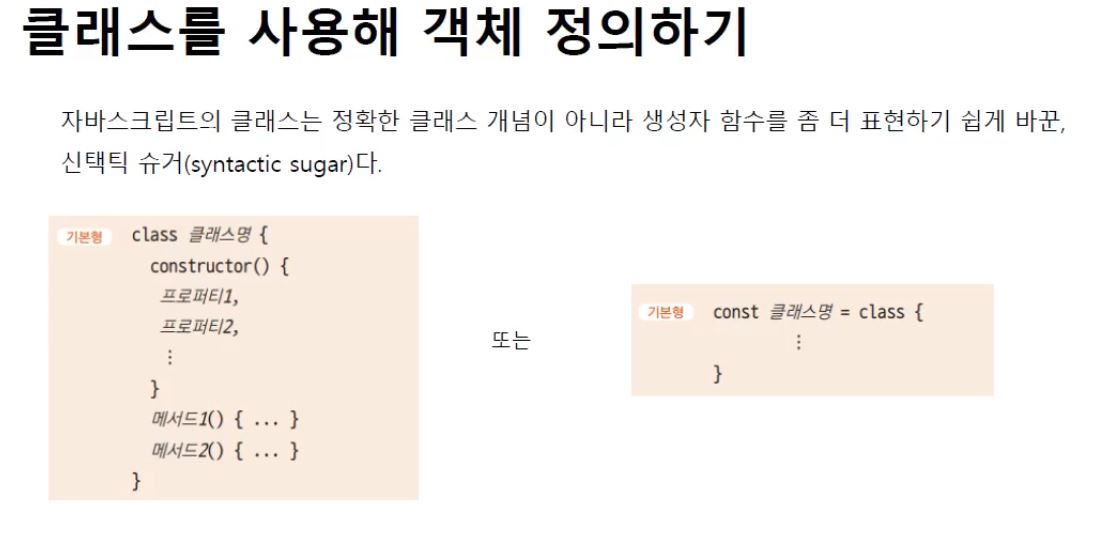 클래스를 사용해 객체 정의하기
자바스크립트의 클래스는 정확한 클래스 개념이 아니라 생성자 함수를 좀 더 표현하기 쉽게 바꾼,
신택틱 슈거(syntactic sugar)다.
기본형 class 클래스명 {
constructor() {
프로퍼티1,
프로퍼티2,
⋮
}
메서드1() { ... }
메서드2() { ... }
}
또는
기본형 const 클래스명 = class {
⋮
}